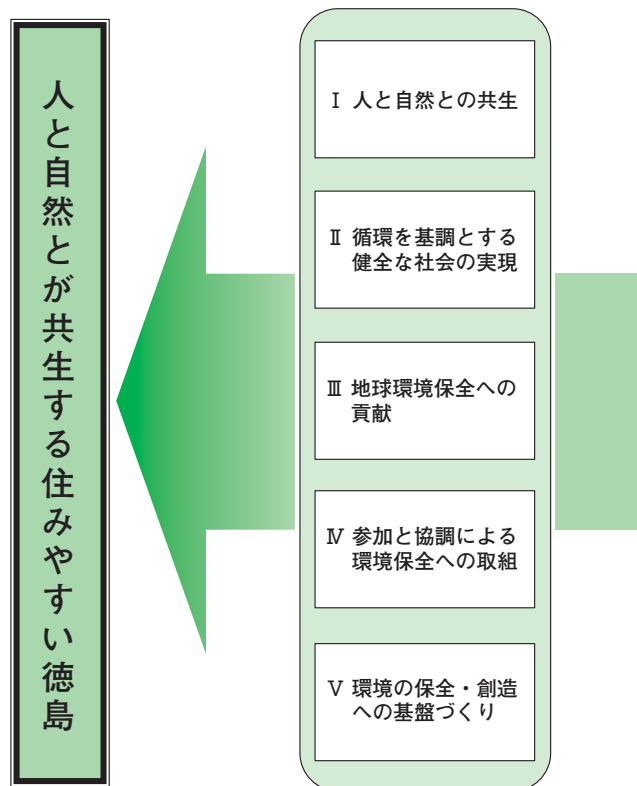 人と自然とが共生する住みやすい徳島
Ⅰ 人と自然との共生
Ⅱ 循環を基調とする
健全な社会の実現
Ⅲ 地球環境保全への
貢献
Ⅳ 参加と協調による
環境保全への取組
Ⅴ 環境の保全・創造
への基盤づくり